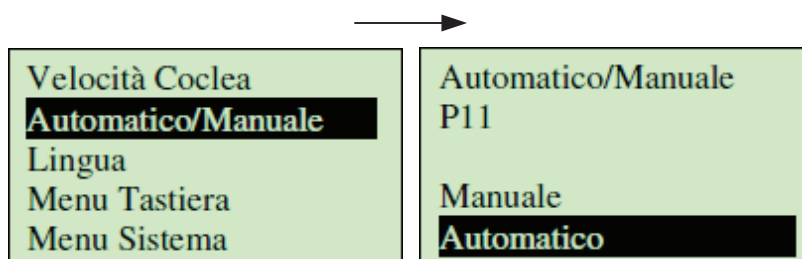 Velocità Coclea
Automatico/Manuale
Lingua
Menu Tastiera
Menu Sistema
Automatico/Manuale
P11
Manuale
Automatico